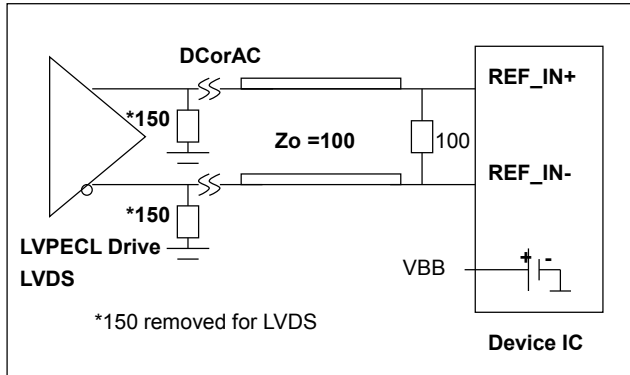 DCorAC
REF_IN+
*150
Zo =100
100
REF_IN-
*150
LVPECL Drive
LVDS
VBB
+ -
*150 removed for LVDS
Device IC